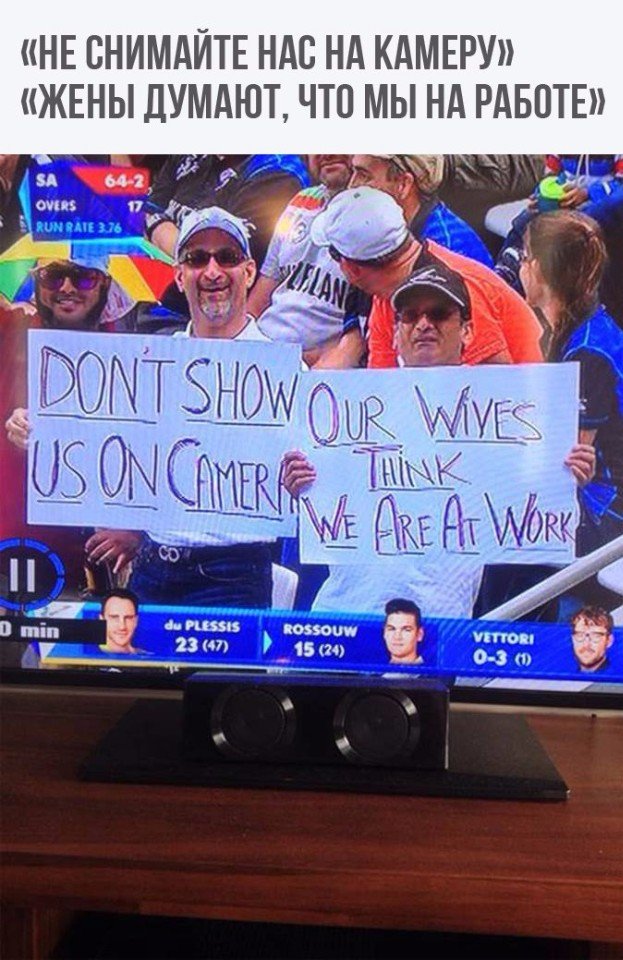 «НЕ СНИМАЙТЕ НАС НА КАМЕРУ»
«ЖЕНЫ ДУМАЮТ, ЧТО МЫ НА РАБОТЕ»
SA 64-2
OVERS 17
RUN RATE 3.76
DON'T SHOW
US ON CAMERA
OUR WIVES
THINK
WE ARE AT WORK
0 min
du PLESSIS
23 (47)
ROSSOUW
15 (24)
VETTORI
0-3 (1)